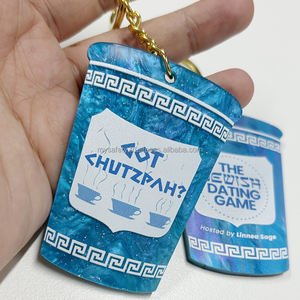 GOT
CHUTZPAH?
THE
JEWISH
DATING
GAME
Hosted by Linnea Sage